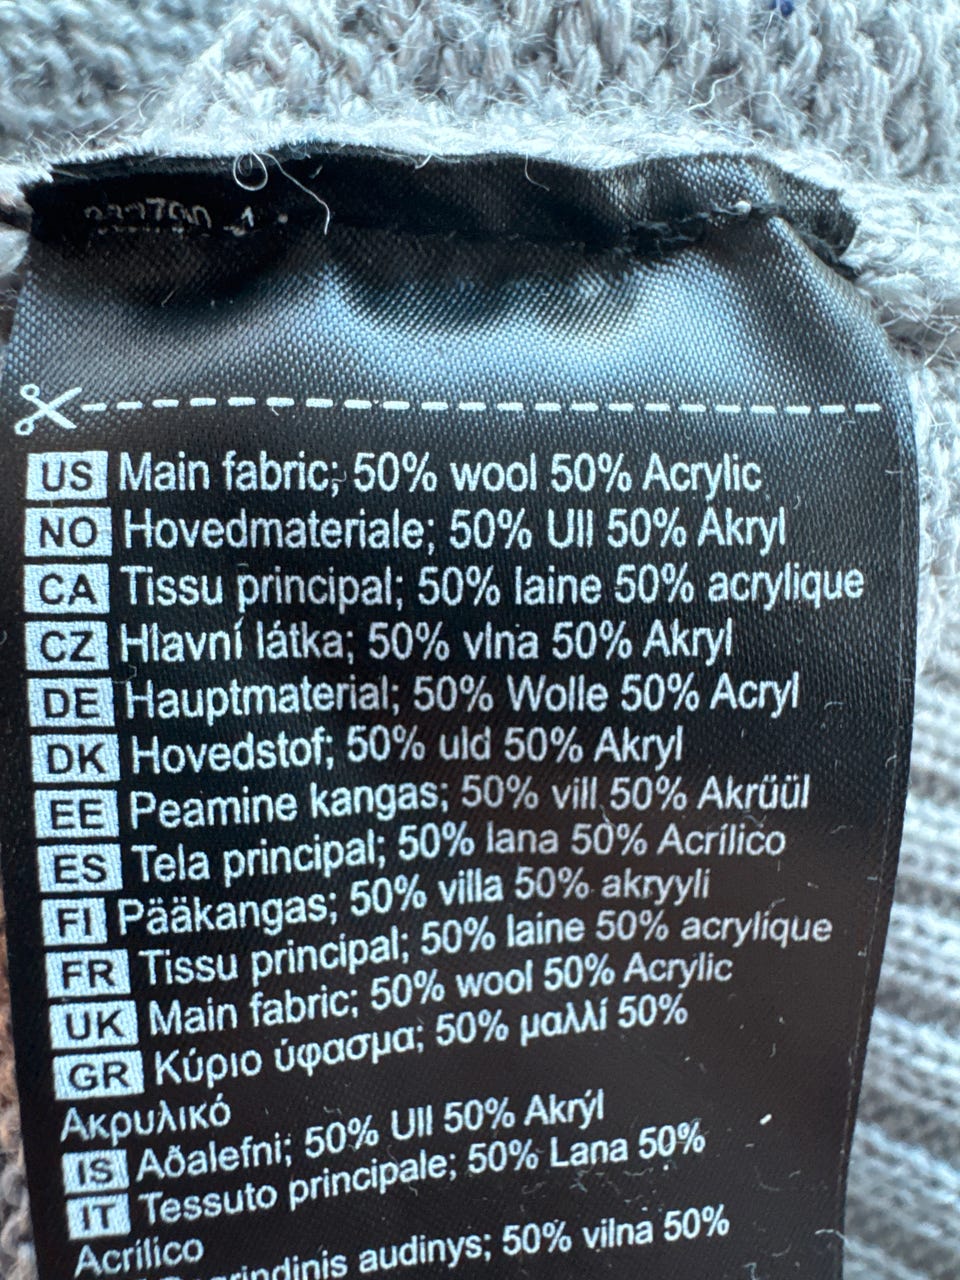 US Main fabric; 50% wool 50% Acrylic
NO Hovedmateriale; 50% Ull 50% Akryl
CA Tissu principal; 50% laine 50% acrylique
CZ Hlavní látka; 50% vlna 50% Akryl
DE Hauptmaterial; 50% Wolle 50% Acryl
DK Hovedstof; 50% uld 50% Akryl
EE Peamine kangas; 50% vill 50% Akrüül
ES Tela principal; 50% lana 50% Acrílico
FI Pääkangas; 50% villa 50% akryyli
FR Tissu principal; 50% laine 50% acrylique
UK Main fabric; 50% wool 50% Acrylic
GR Κύριο ύφασμα; 50% μαλλί 50%
Ακρυλικό
IS Aðalefni; 50% Ull 50% Akrýl
IT Tessuto principale; 50% Lana 50%
Acrílico
audinys; 50% vilna 50%